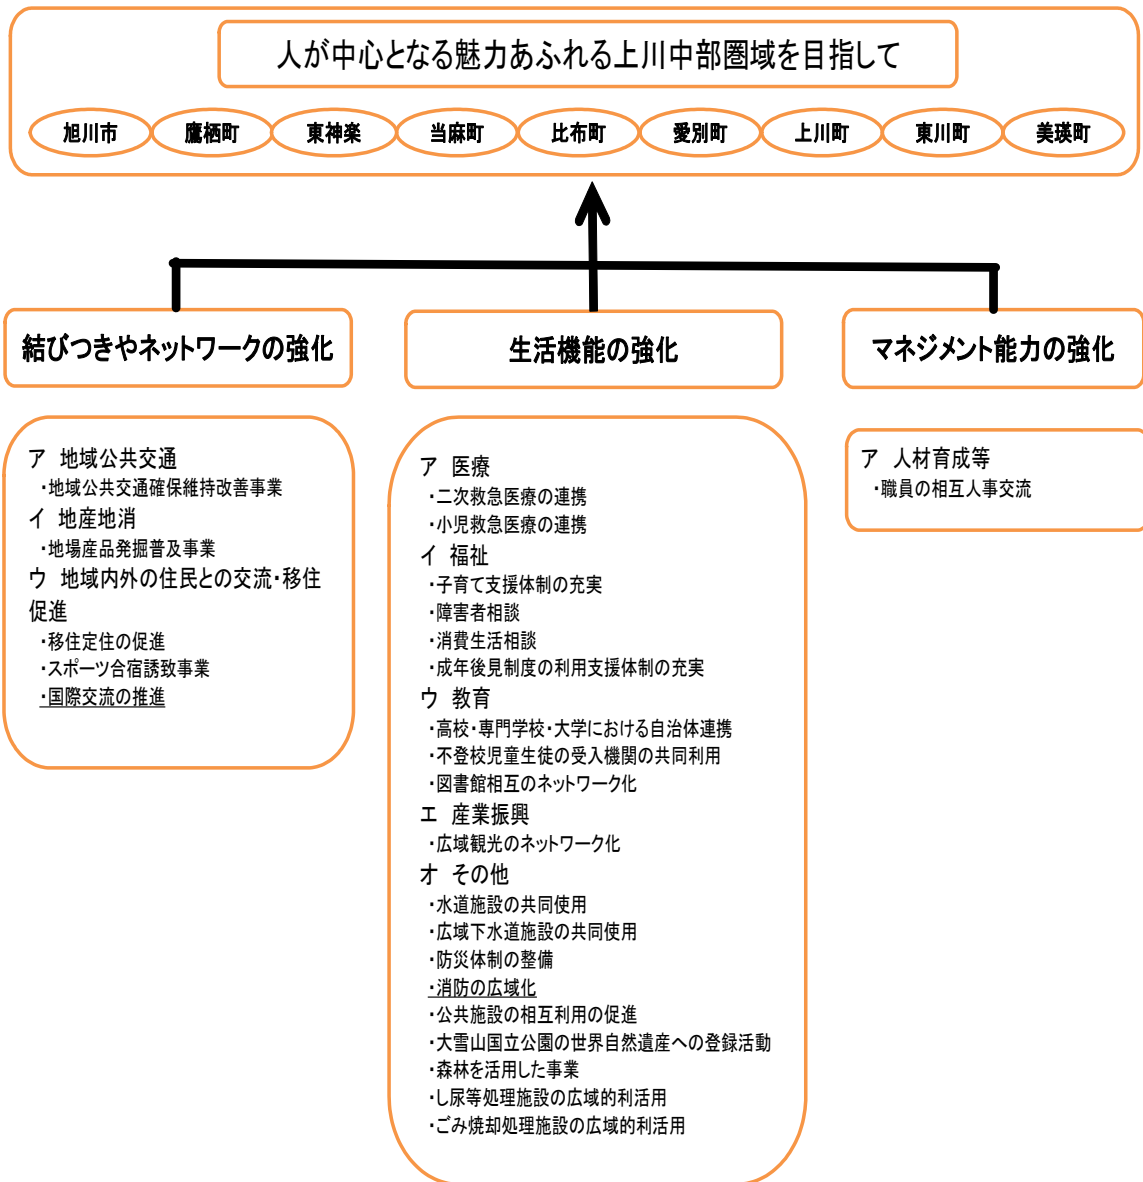 人が中心となる魅力あふれる上川中部圏域を目指して
旭川市 鷹栖町 東神楽 当麻町 比布町 愛別町 上川町 東川町 美瑛町
結びつきやネットワークの強化
ア 地域公共交通
・地域公共交通確保維持改善事業
イ 地産地消
・地場産品発掘普及事業
ウ 地域内外の住民との交流・移住
促進
・移住定住の促進
・スポーツ合宿誘致事業
・国際交流の推進
生活機能の強化
ア 医療
・二次救急医療の連携
・小児救急医療の連携
イ 福祉
・子育て支援体制の充実
・障害者相談
・消費生活相談
・成年後見制度の利用支援体制の充実
ウ 教育
・高校・専門学校・大学における自治体連携
・不登校児童生徒の受入機関の共同利用
・図書館相互のネットワーク化
エ 産業振興
・広域観光のネットワーク化
オ その他
・水道施設の共同使用
・広域下水道施設の共同使用
・防災体制の整備
・消防の広域化
・公共施設の相互利用の促進
・大雪山国立公園の世界自然遺産への登録活動
・森林を活用した事業
・し尿等処理施設の広域的利活用
・ごみ焼却処理施設の広域的利活用
マネジメント能力の強化
ア 人材育成等
・職員の相互人事交流